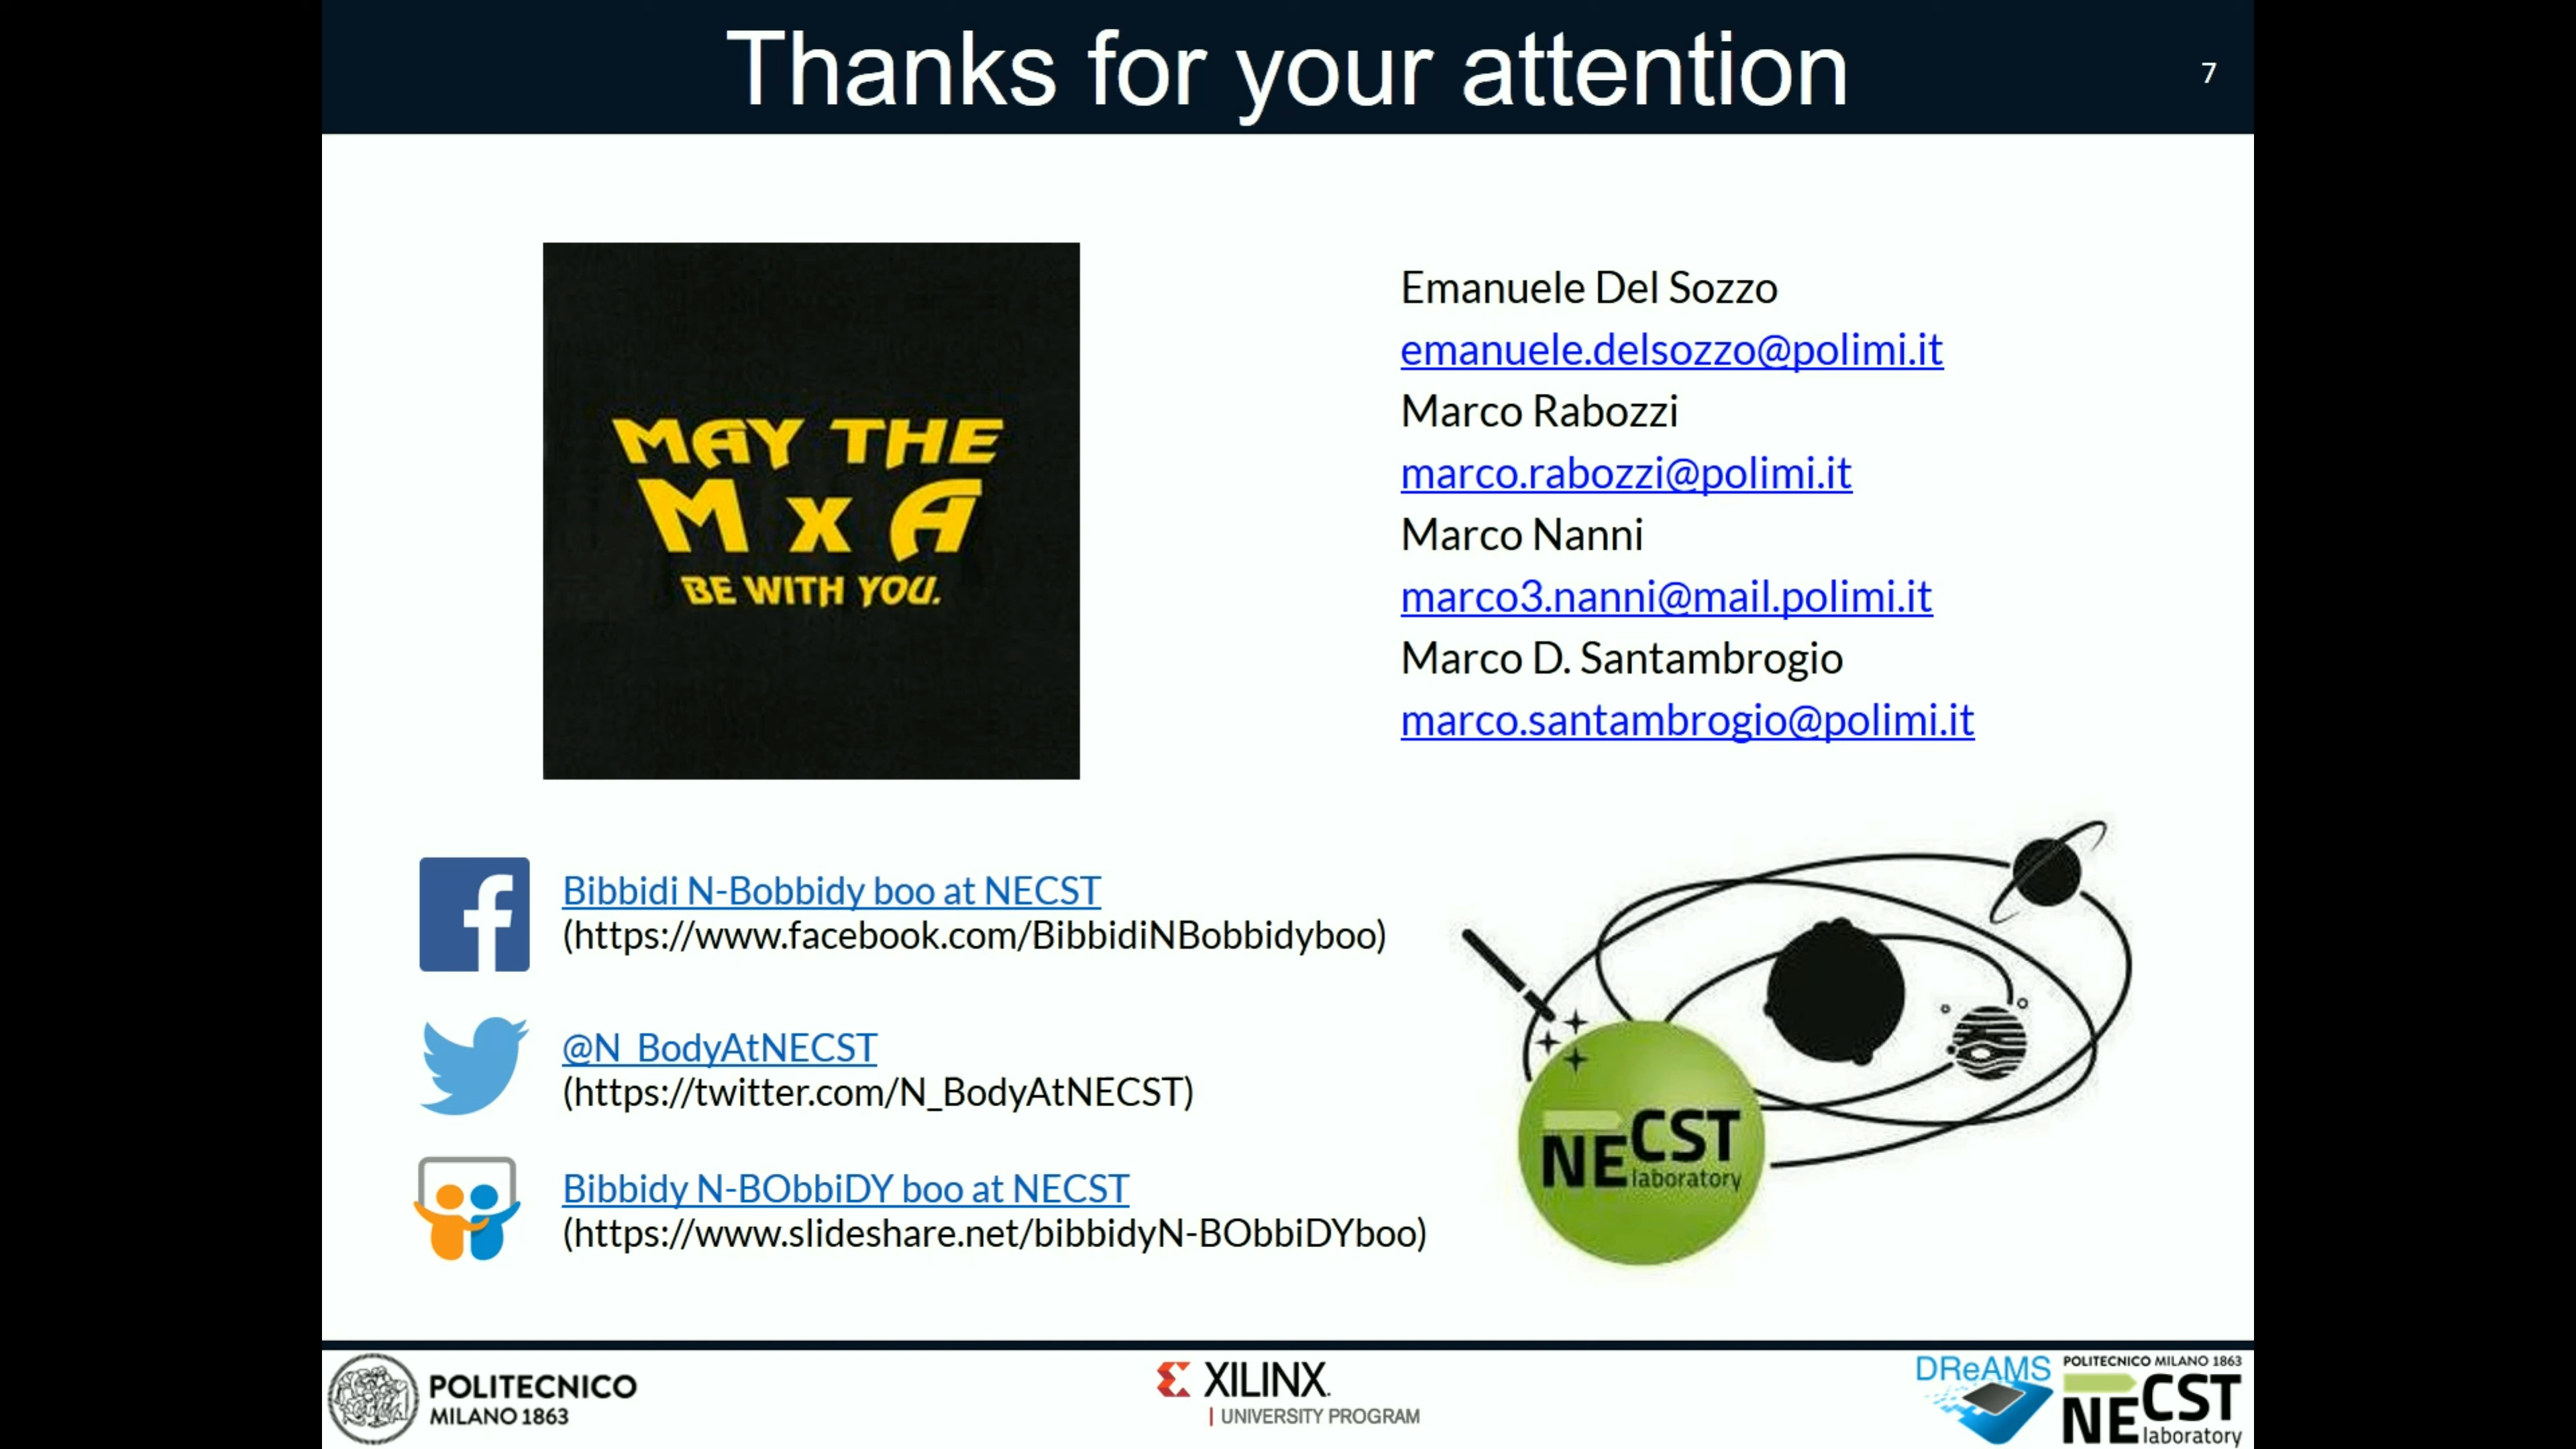 Thanks for your attention
7
MAY THE
M x A
BE WITH YOU.
Emanuele Del Sozzo
emanuele.delsozzo@polimi.it
Marco Rabozzi
marco.rabozzi@polimi.it
Marco Nanni
marco3.nanni@mail.polimi.it
Marco D. Santambrogio
marco.santambrogio@polimi.it
Bibbidi N-Bobbidy boo at NECST
(https://www.facebook.com/BibbidiNBobbidyboo)
@N_BodyAtNECST
(https://twitter.com/N_BodyAtNECST)
Bibbidy N-BObbiDY boo at NECST
(https://www.slideshare.net/bibbidyN-BObbiDYboo)
NECST
laboratory
POLITECNICO
MILANO 1863
XILINX.
UNIVERSITY PROGRAM
DReAMS
POLITECNICO MILANO 1863
NECST
laboratory